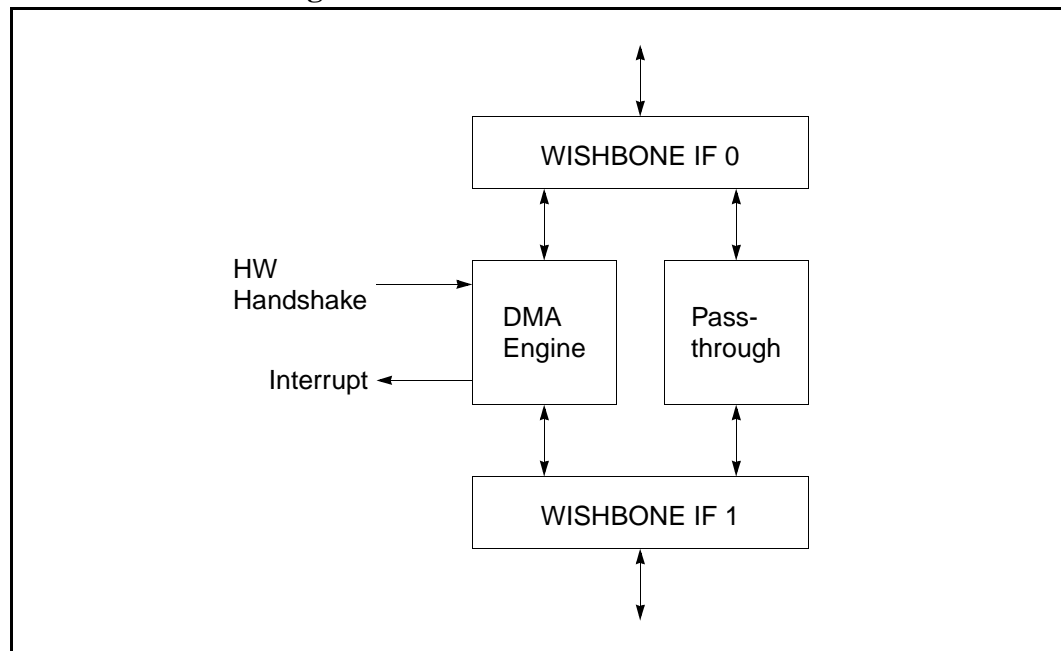 WISHBONE IF 0
HW
Handshake
DMA
Engine
Pass-
through
Interrupt
WISHBONE IF 1